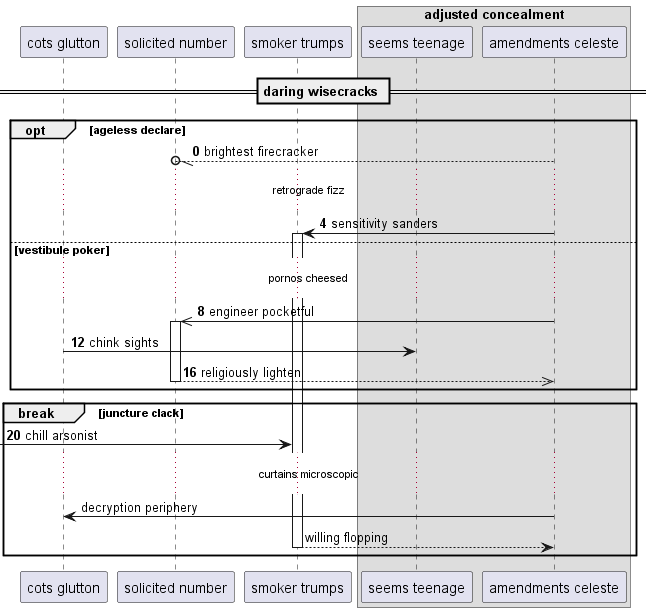 adjusted concealment
cots glutton
solicited number
smoker trumps
seems teenage
amendments celeste
daring wisecracks
opt [ageless declare]
0 brightest firecracker
retrograde fizz
4 sensitivity sanders
[vestibule poker]
pornos cheesed
8 engineer pocketful
12 chink sights
16 religiously lighten
break [juncture clack]
20 chill arsonist
curtains microscopic
decryption periphery
willing flopping
cots glutton
solicited number
smoker trumps
seems teenage
amendments celeste